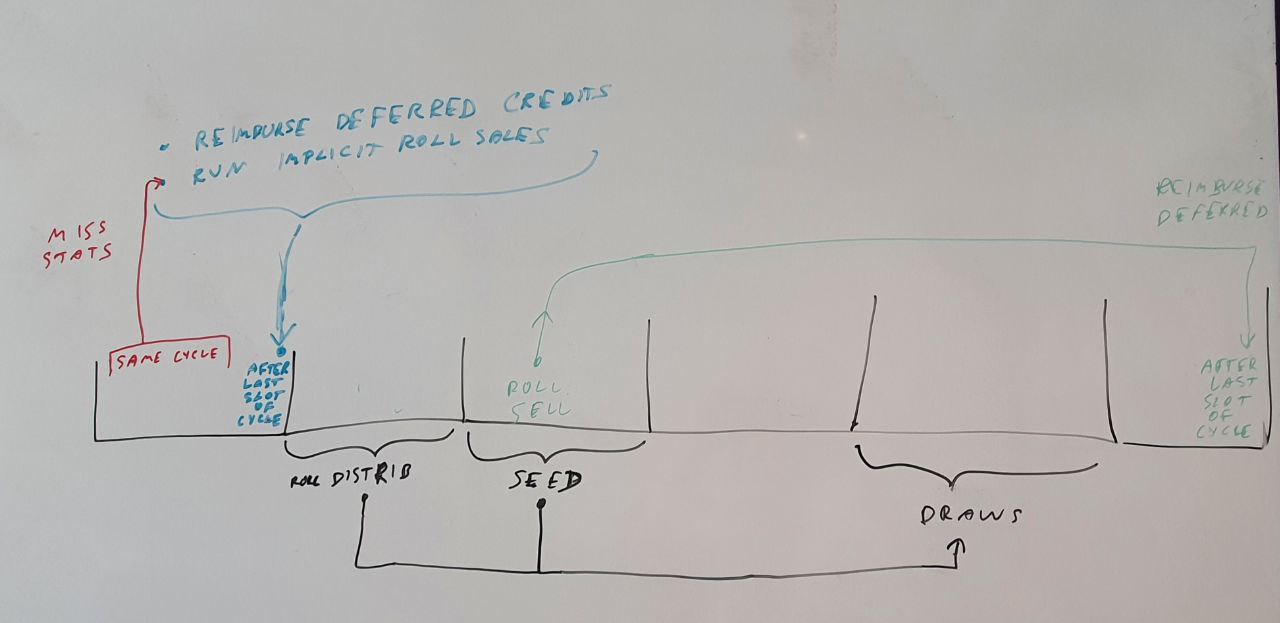 • REIMBURSE DEFERRED CREDITS
• RUN IMPLICIT ROLL SALES
MISS
STATS
REIMBURSE
DEFERRED
SAME CYCLE
AFTER
LAST
SLOT
OF
CYCLE
ROLL
SELL
AFTER
LAST
SLOT
OF
CYCLE
ROLL DISTRIB
SEED
DRAWS